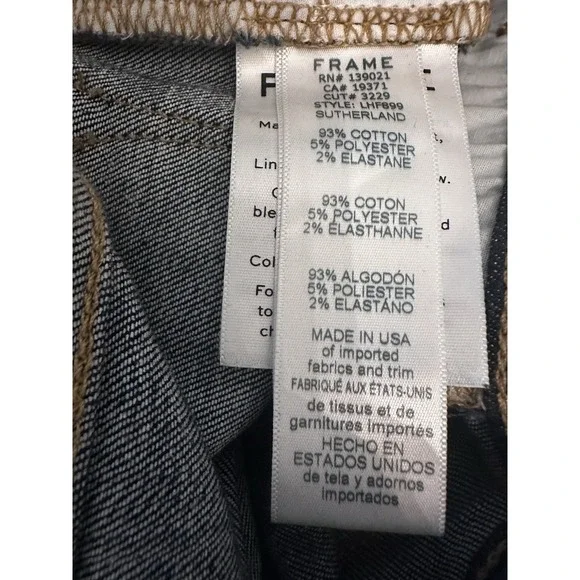 FRAME
RN# 139021
CA# 19371
CUT# 3229
STYLE: LHF899
SUTHERLAND
93% COTTON
5% POLYESTER
2% ELASTANE
93% COTON
5% POLYESTER
2% ÉLASTHANNE
93% ALGODÓN
5% POLIESTER
2% ELASTÁNO
MADE IN USA
of imported
fabrics and trim
FABRIQUÉ AUX ÉTATS-UNIS
de tissus et de
garnitures importés
HECHO EN
ESTADOS UNIDOS
de tela y adornos
importados